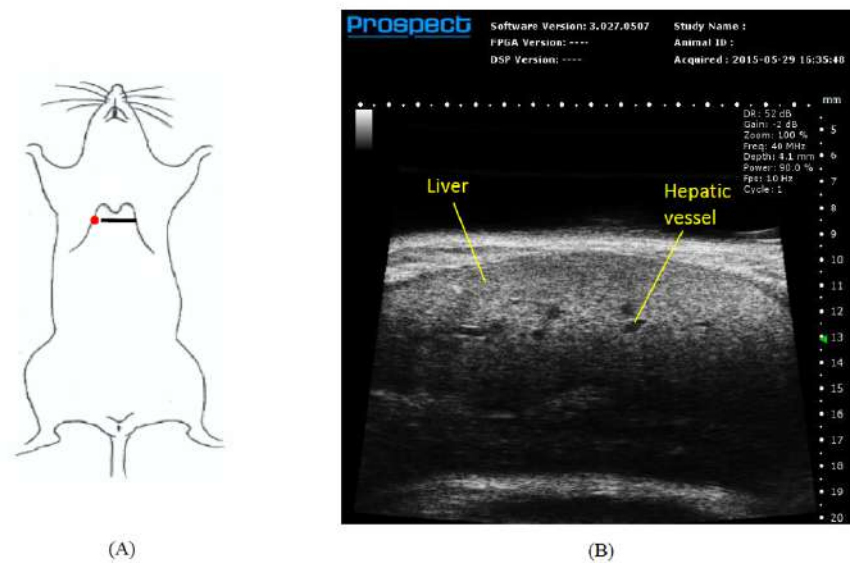 Prospect
Software Version: 3.027.0507
Study Name :
FPGA Version: ----
Animal ID :
DSP Version: ----
Acquired : 2015-05-29 16:35:48
mm
DR: 52 dB
Gain: -2 dB
Zoom: 100 %
Freq: 40 MHz
Depth: 4.1 mm
Power: 90.0 %
Fps: 10 Hz
Cycle: 1
5
6
7
8
9
10
11
12
13
14
15
16
17
18
19
20
Liver
Hepatic
vessel
(A)
(B)